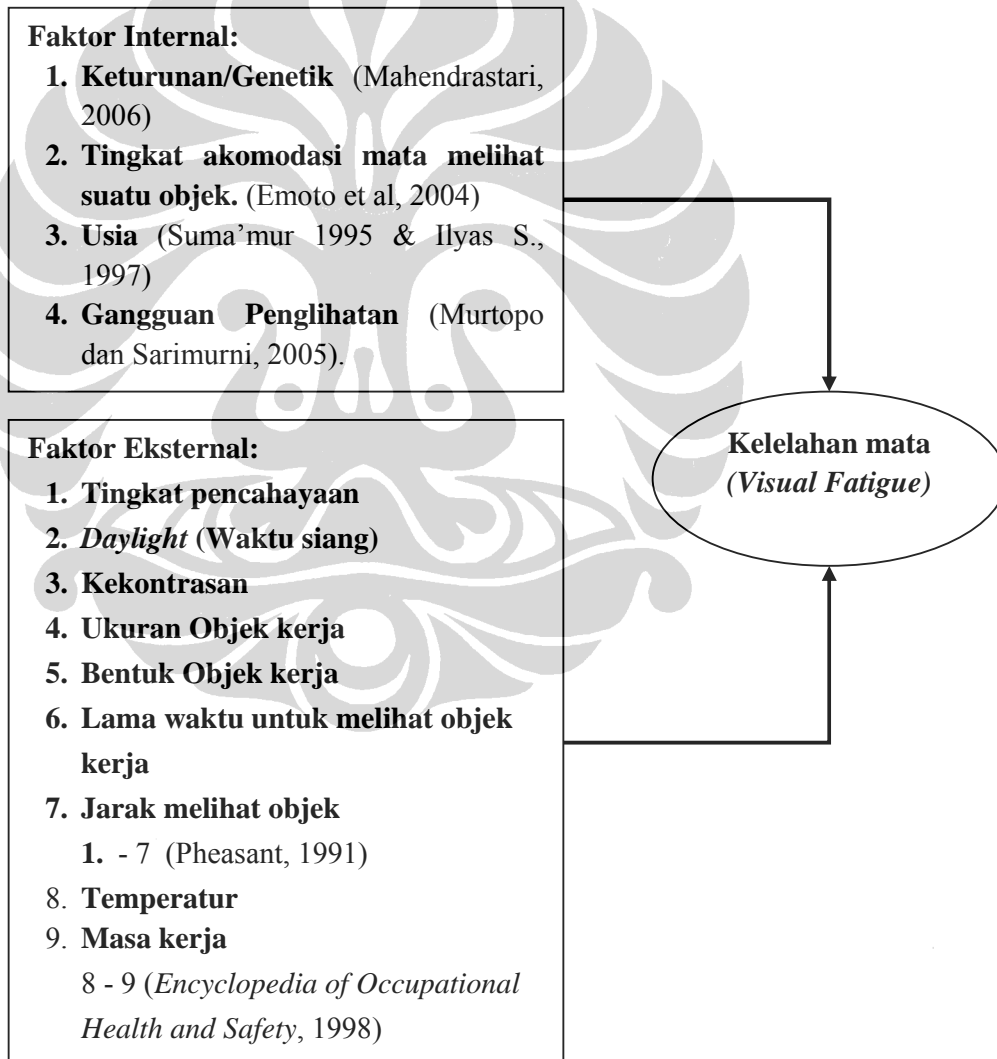 Faktor Internal:
1. Keturunan/Genetik (Mahendrastari,
2006)
2. Tingkat akomodasi mata melihat
suatu objek. (Emoto et al, 2004)
3. Usia (Suma’mur 1995 & Ilyas S.,
1997)
4. Gangguan Penglihatan (Murtopo
dan Sarimurni, 2005).
Faktor Eksternal:
1. Tingkat pencahayaan
2. Daylight (Waktu siang)
3. Kekontrasan
4. Ukuran Objek kerja
5. Bentuk Objek kerja
6. Lama waktu untuk melihat objek
kerja
7. Jarak melihat objek
1. - 7 (Pheasant, 1991)
8. Temperatur
9. Masa kerja
8 - 9 (Encyclopedia of Occupational
Health and Safety, 1998)
Kelelahan mata
(Visual Fatigue)